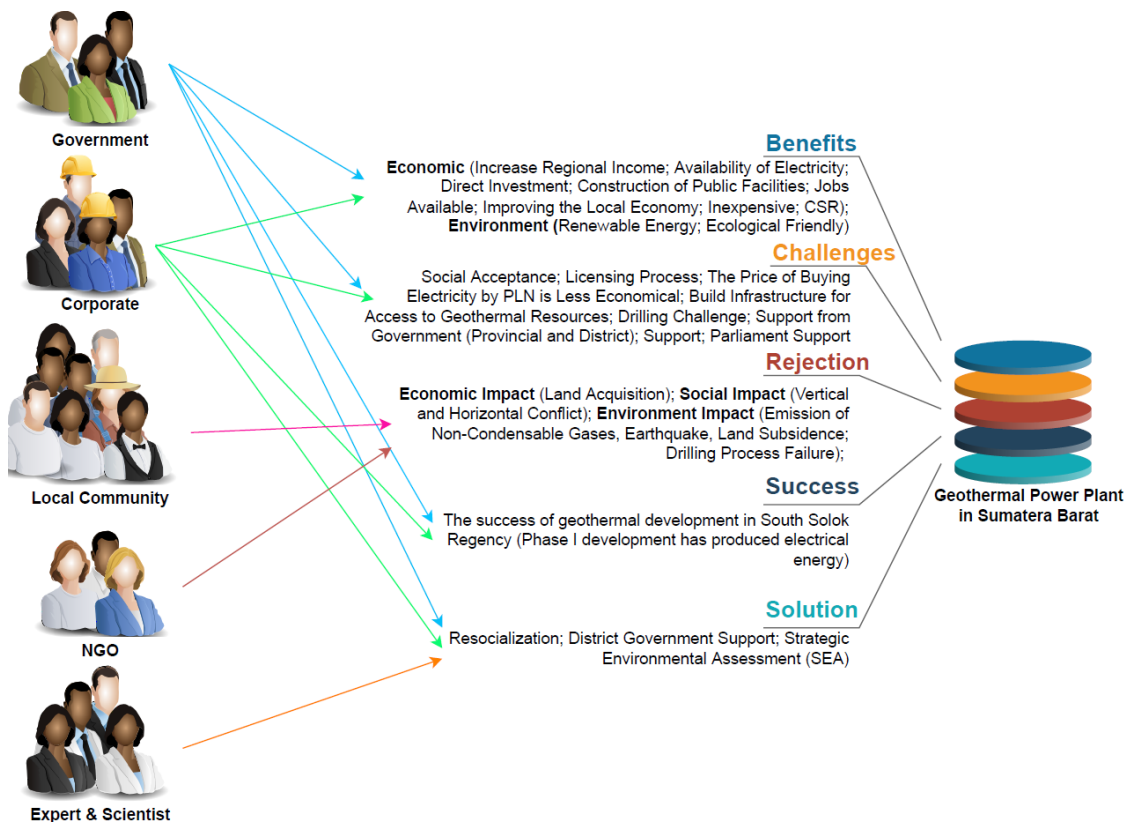 Government
Corporate
Local Community
NGO
Expert & Scientist
Benefits
Economic (Increase Regional Income; Availability of Electricity;
Direct Investment; Construction of Public Facilities; Jobs
Available; Improving the Local Economy; Inexpensive; CSR);
Environment (Renewable Energy; Ecological Friendly)
Challenges
Social Acceptance; Licensing Process; The Price of Buying
Electricity by PLN is Less Economical; Build Infrastructure for
Access to Geothermal Resources; Drilling Challenge; Support from
Government (Provincial and District); Support; Parliament Support
Rejection
Economic Impact (Land Acquisition); Social Impact (Vertical
and Horizontal Conflict); Environment Impact (Emission of
Non-Condensable Gases, Earthquake, Land Subsidence;
Drilling Process Failure);
Success
The success of geothermal development in South Solok
Regency (Phase I development has produced electrical
energy)
Solution
Resocialization; District Government Support; Strategic
Environmental Assessment (SEA)
Geothermal Power Plant
in Sumatera Barat